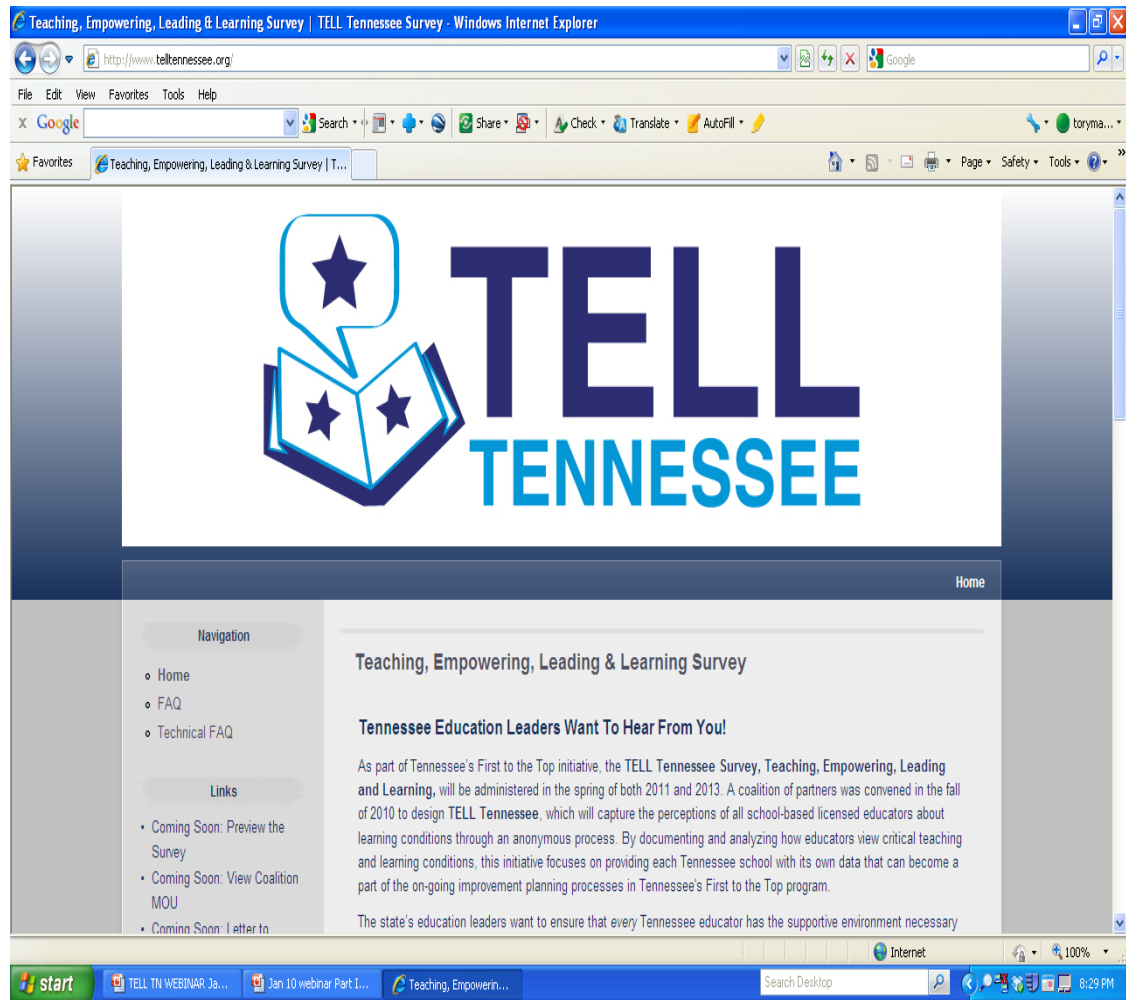 Teaching, Empowering, Leading & Learning Survey | TELL Tennessee Survey - Windows Internet Explorer
http://www.telltennessee.org/
Google
File Edit View Favorites Tools Help
x Google Search Share Check Translate AutoFill toryma...
Favorites Teaching, Empowering, Leading & Learning Survey | T... Page Safety Tools »
TELL
TENNESSEE
Home
Navigation
Home
FAQ
Technical FAQ
Links
Coming Soon: Preview the
Survey
Coming Soon: View Coalition
MOU
Coming Soon: Letter to
Teaching, Empowering, Leading & Learning Survey
Tennessee Education Leaders Want To Hear From You!
As part of Tennessee's First to the Top initiative, the TELL Tennessee Survey, Teaching, Empowering, Leading
and Learning, will be administered in the spring of both 2011 and 2013. A coalition of partners was convened in the fall
of 2010 to design TELL Tennessee, which will capture the perceptions of all school-based licensed educators about
learning conditions through an anonymous process. By documenting and analyzing how educators view critical teaching
and learning conditions, this initiative focuses on providing each Tennessee school with its own data that can become a
part of the on-going improvement planning processes in Tennessee's First to the Top program.
The state's education leaders want to ensure that every Tennessee educator has the supportive environment necessary
Internet 100%
start TELL TN WEBINAR Ja... Jan 10 webinar Part I... Teaching, Empowerin... Search Desktop 8:29 PM